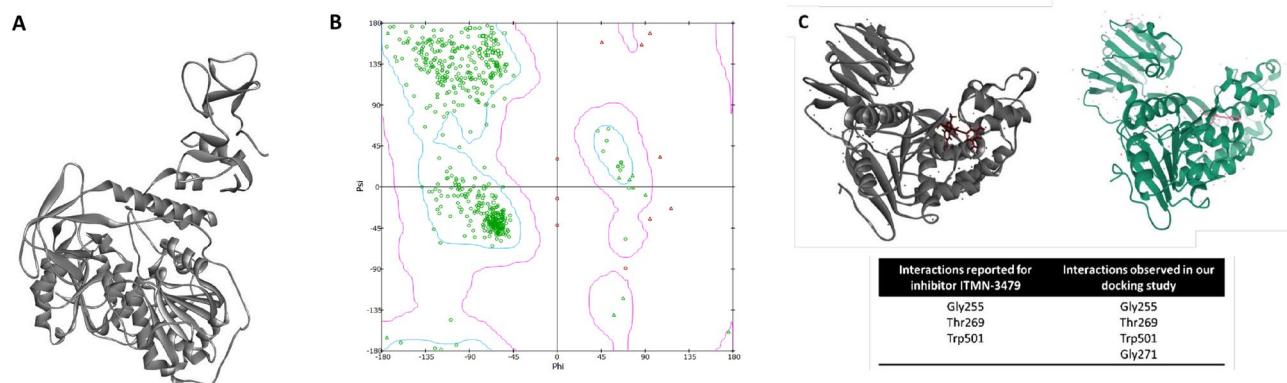 A
B
C
180
135
90
45
0
-45
-90
-135
-180
Psi
-180
-135
-90
-45
0
45
90
135
180
Phi
Interactions reported for inhibitor ITMN-3479
Interactions observed in our docking study
Gly255
Gly255
Thr269
Thr269
Trp501
Trp501
Gly271